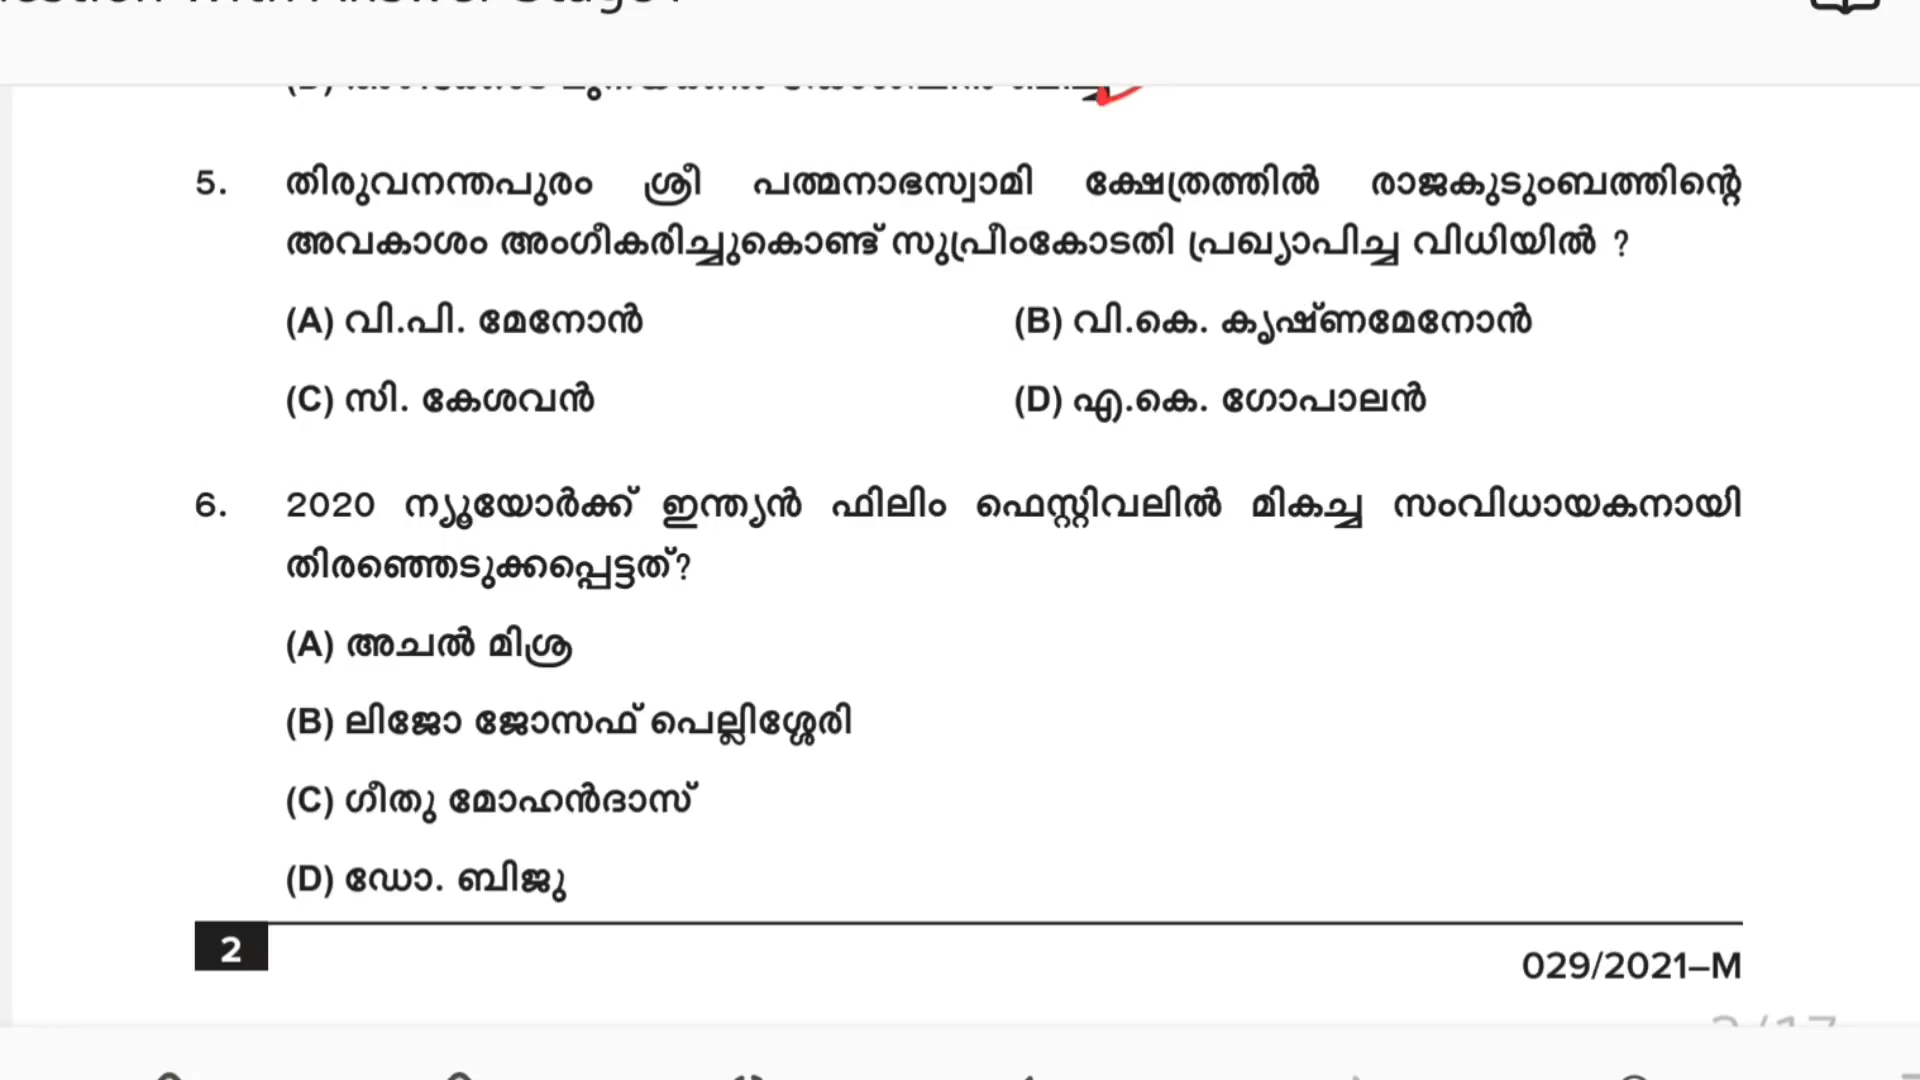 5. തിരുവനന്തപുരം ശ്രീ പത്മനാഭസ്വാമി ക്ഷേത്രത്തിൽ രാജകുടുംബത്തിന്റെ
അവകാശം അംഗീകരിച്ചുകൊണ്ട് സുപ്രീംകോടതി പ്രഖ്യാപിച്ച വിധിയിൽ ?
(A) വി.പി. മേനോൻ (B) വി.കെ. കൃഷ്ണമേനോൻ
(C) സി. കേശവൻ (D) എ.കെ. ഗോപാലൻ
6. 2020 ന്യൂയോർക്ക് ഇന്ത്യൻ ഫിലിം ഫെസ്റ്റിവലിൽ മികച്ച സംവിധായകനായി
തിരഞ്ഞെടുക്കപ്പെട്ടത്?
(A) അചൽ മിശ്ര
(B) ലിജോ ജോസഫ് പെല്ലിശ്ശേരി
(C) ഗീതു മോഹൻദാസ്
(D) ഡോ. ബിജു
2
029/2021–M